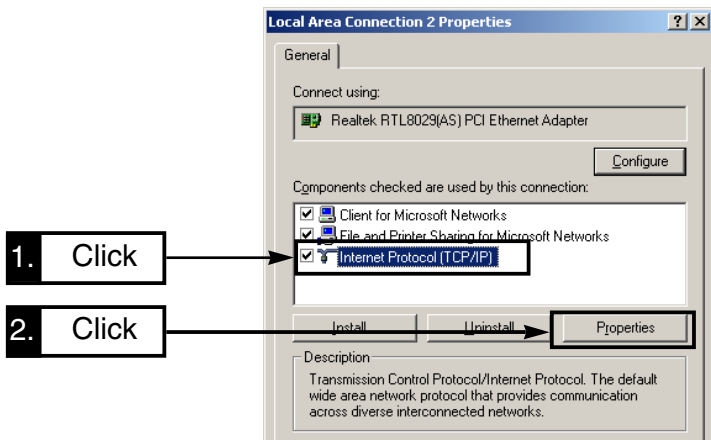 Local Area Connection 2 Properties
General
Connect using:
Realtek RTL8029(AS) PCI Ethernet Adapter
Configure
Components checked are used by this connection:
Client for Microsoft Networks
File and Printer Sharing for Microsoft Networks
1. Click
Internet Protocol (TCP/IP)
2. Click
Install Uninstall Properties
Description
Transmission Control Protocol/Internet Protocol. The default
wide area network protocol that provides communication
across diverse interconnected networks.